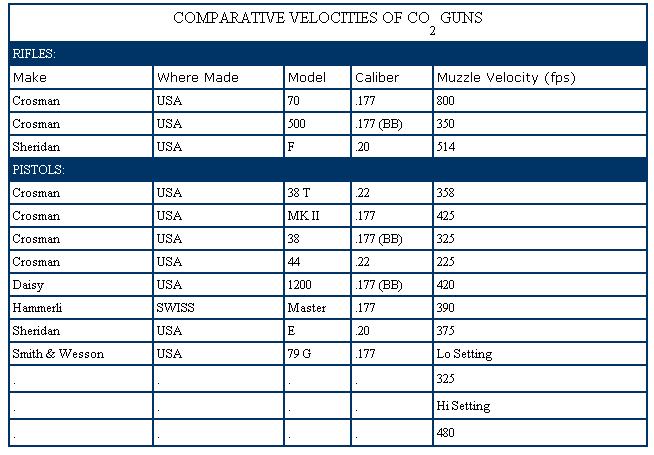 COMPARATIVE VELOCITIES OF CO2 GUNS
RIFLES:
Make Where Made Model Caliber Muzzle Velocity (fps)
Crosman USA 70 .177 800
Crosman USA 500 .177 (BB) 350
Sheridan USA F .20 514
PISTOLS:
Crosman USA 38 T .22 358
Crosman USA MK II .177 425
Crosman USA 38 .177 (BB) 325
Crosman USA 44 .22 225
Daisy USA 1200 .177 (BB) 420
Hammerli SWISS Master .177 390
Sheridan USA E .20 375
Smith & Wesson USA 79 G .177 Lo Setting
. . . . 325
. . . . Hi Setting
. . . . 480